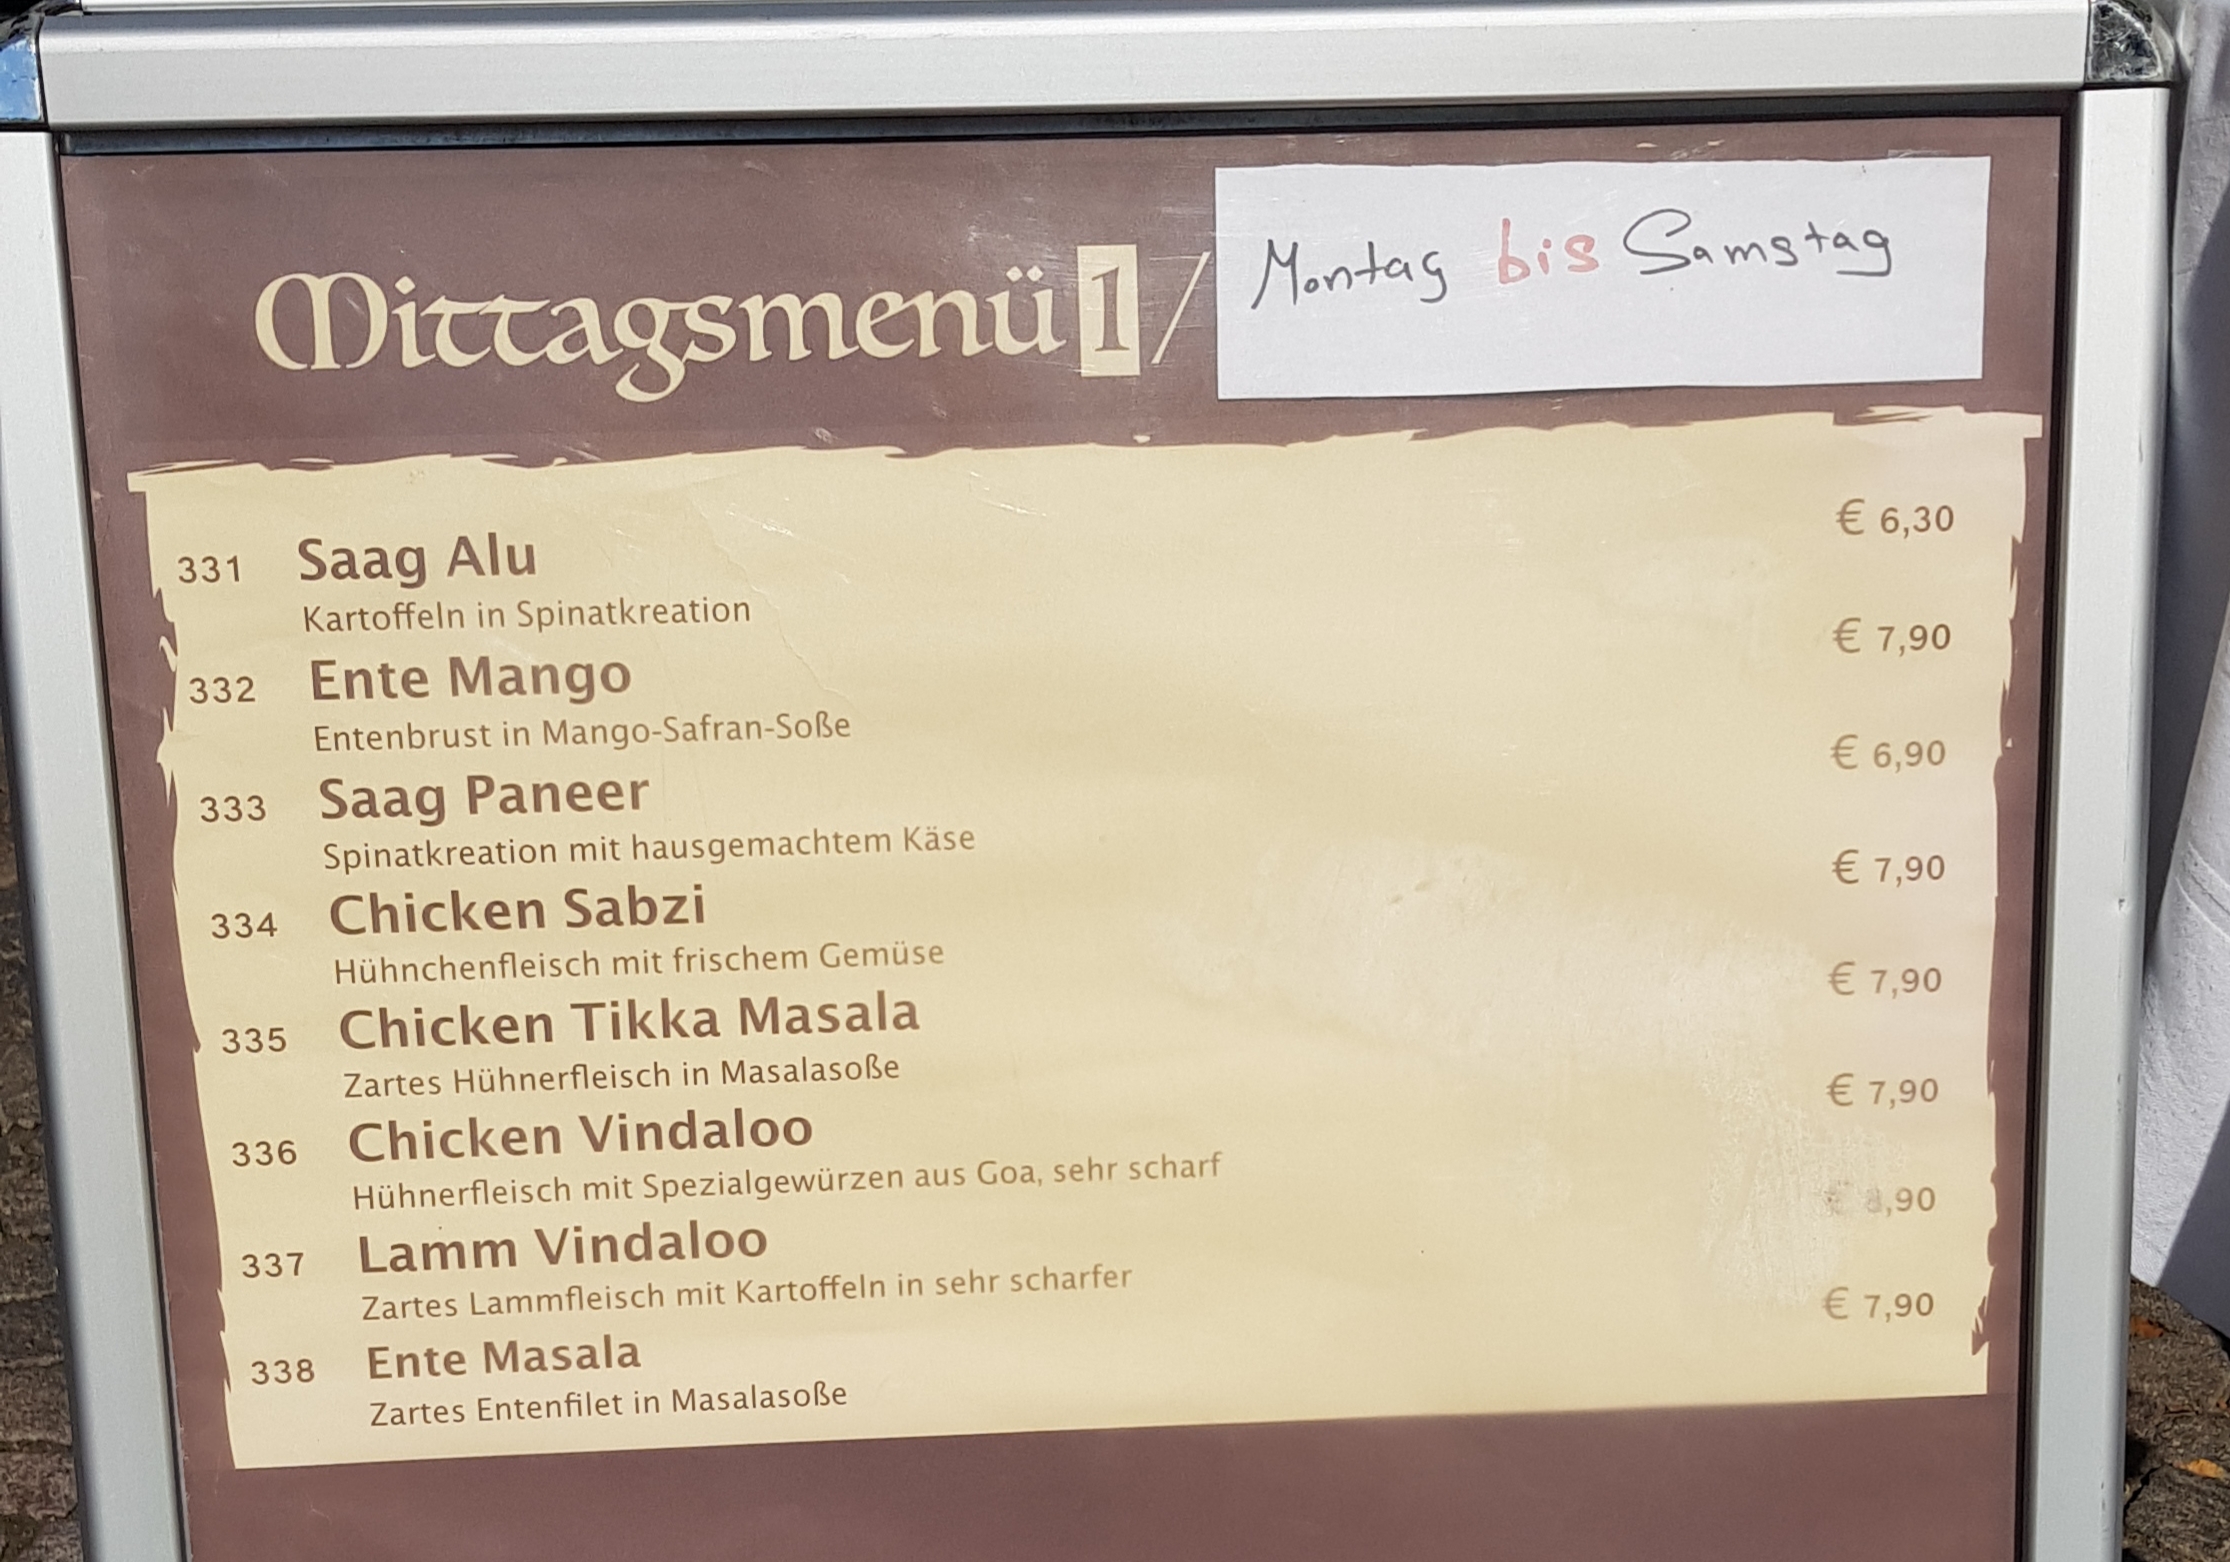 Mittagsmenü 1 / Montag bis Samstag
331 Saag Alu € 6,30
Kartoffeln in Spinatkreation
332 Ente Mango € 7,90
Entenbrust in Mango-Safran-Soße
333 Saag Paneer € 6,90
Spinatkreation mit hausgemachtem Käse
334 Chicken Sabzi € 7,90
Hühnchenfleisch mit frischem Gemüse
335 Chicken Tikka Masala € 7,90
Zartes Hühnerfleisch in Masalasoße
336 Chicken Vindaloo € 7,90
Hühnerfleisch mit Spezialgewürzen aus Goa, sehr scharf
337 Lamm Vindaloo €
Zartes Lammfleisch mit Kartoffeln in sehr scharfer
338 Ente Masala € 7,90
Zartes Entenfilet in Masalasoße